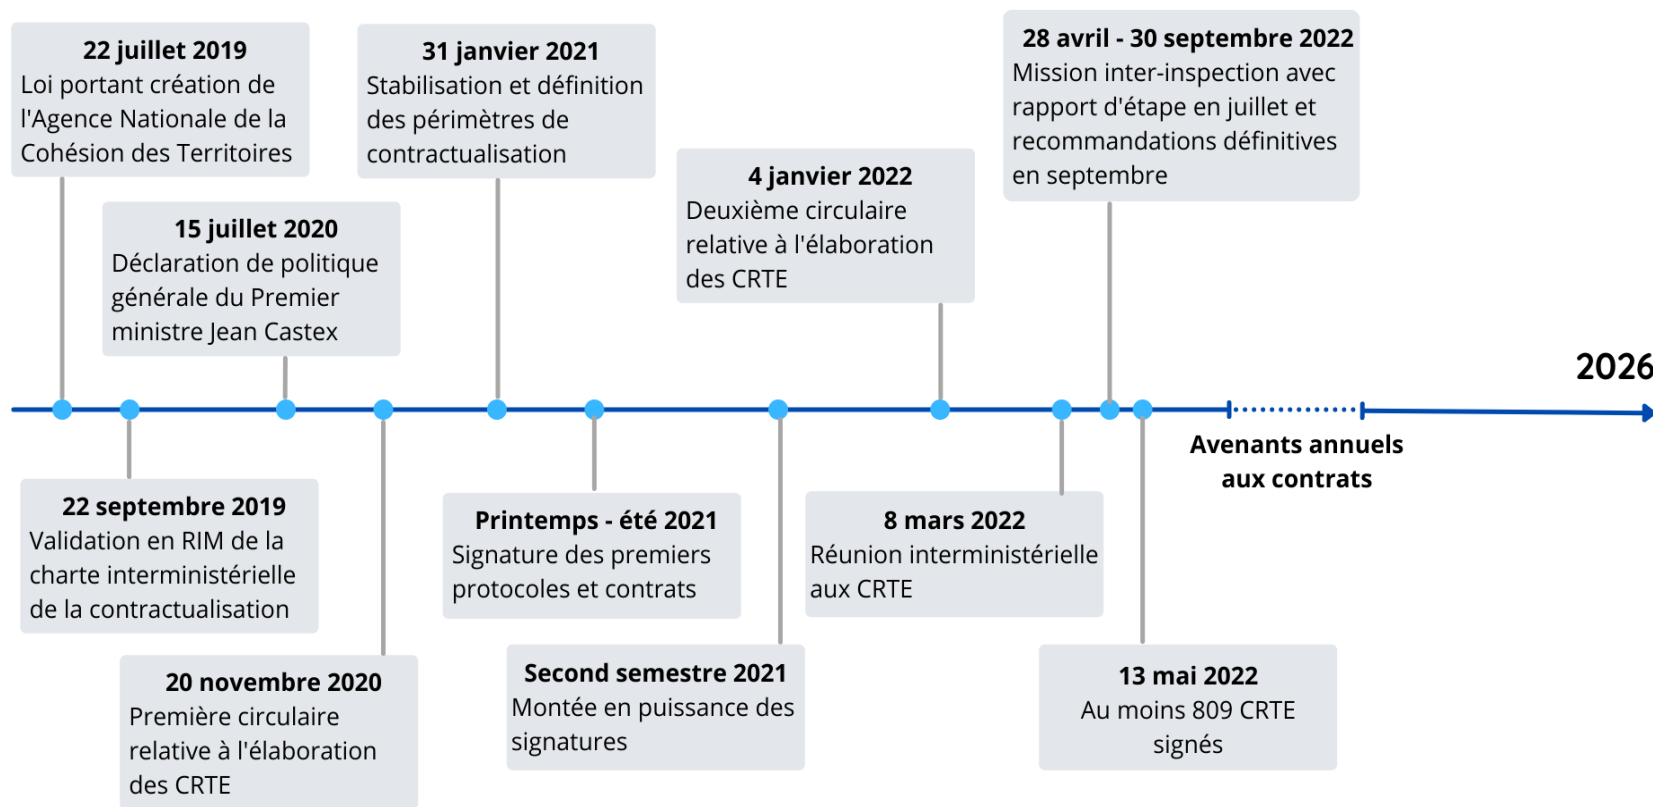 22 juillet 2019
Loi portant création de
l'Agence Nationale de la
Cohésion des Territoires
31 janvier 2021
Stabilisation et définition
des périmètres de
contractualisation
28 avril - 30 septembre 2022
Mission inter-inspection avec
rapport d'étape en juillet et
recommandations définitives
en septembre
15 juillet 2020
Déclaration de politique
générale du Premier
ministre Jean Castex
4 janvier 2022
Deuxième circulaire
relative à l'élaboration
des CRTE
2026
Avenants annuels
aux contrats
22 septembre 2019
Validation en RIM de la
charte interministérielle
de la contractualisation
Printemps - été 2021
Signature des premiers
protocoles et contrats
8 mars 2022
Réunion interministérielle
aux CRTE
20 novembre 2020
Première circulaire
relative à l'élaboration
des CRTE
Second semestre 2021
Montée en puissance des
signatures
13 mai 2022
Au moins 809 CRTE
signés